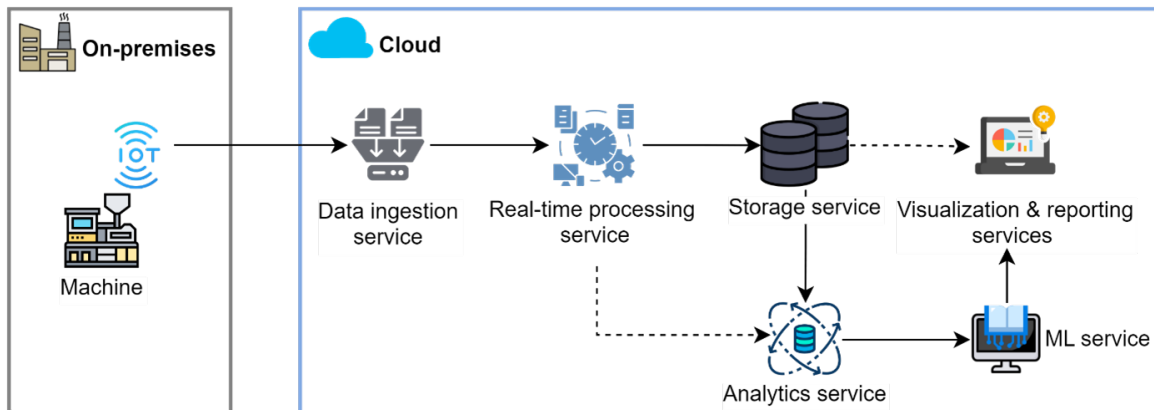 On-premises
Cloud
IOT
Machine
Data ingestion
service
Real-time processing
service
Storage service
Visualization & reporting
services
Analytics service
ML service